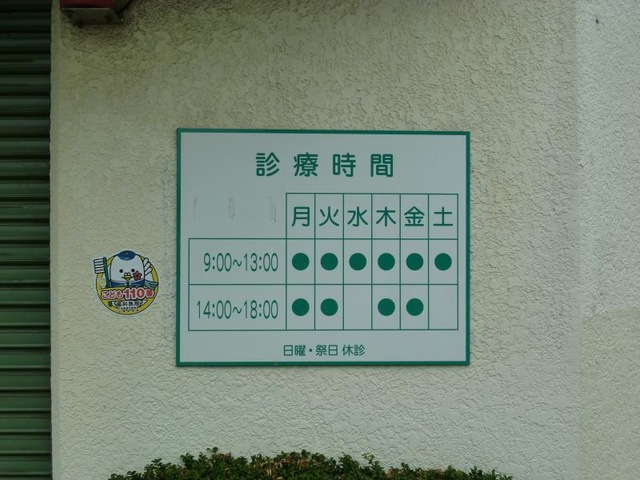 診療時間
月 火 水 木 金 土
9:00~13:00 ● ● ● ● ● ●
14:00~18:00 ● ● ● ●
日曜・祭日 休診
こども110番